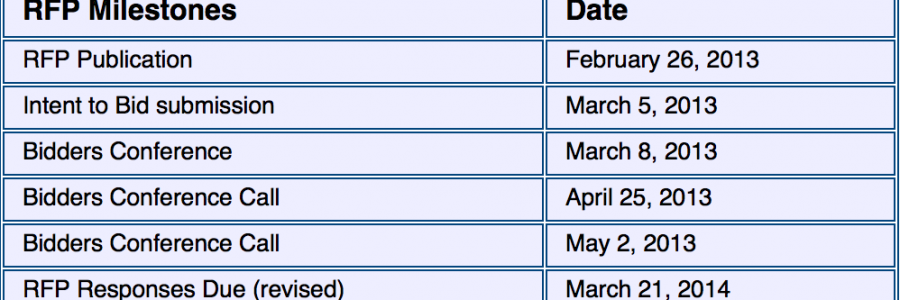 RFP Milestones Date
RFP Publication February 26, 2013
Intent to Bid submission March 5, 2013
Bidders Conference March 8, 2013
Bidders Conference Call April 25, 2013
Bidders Conference Call May 2, 2013
RFP Responses Due (revised) March 21, 2014